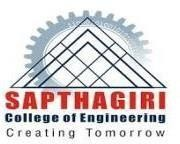 SAPTHAGIRI
College of Engineering
Creating Tomorrow